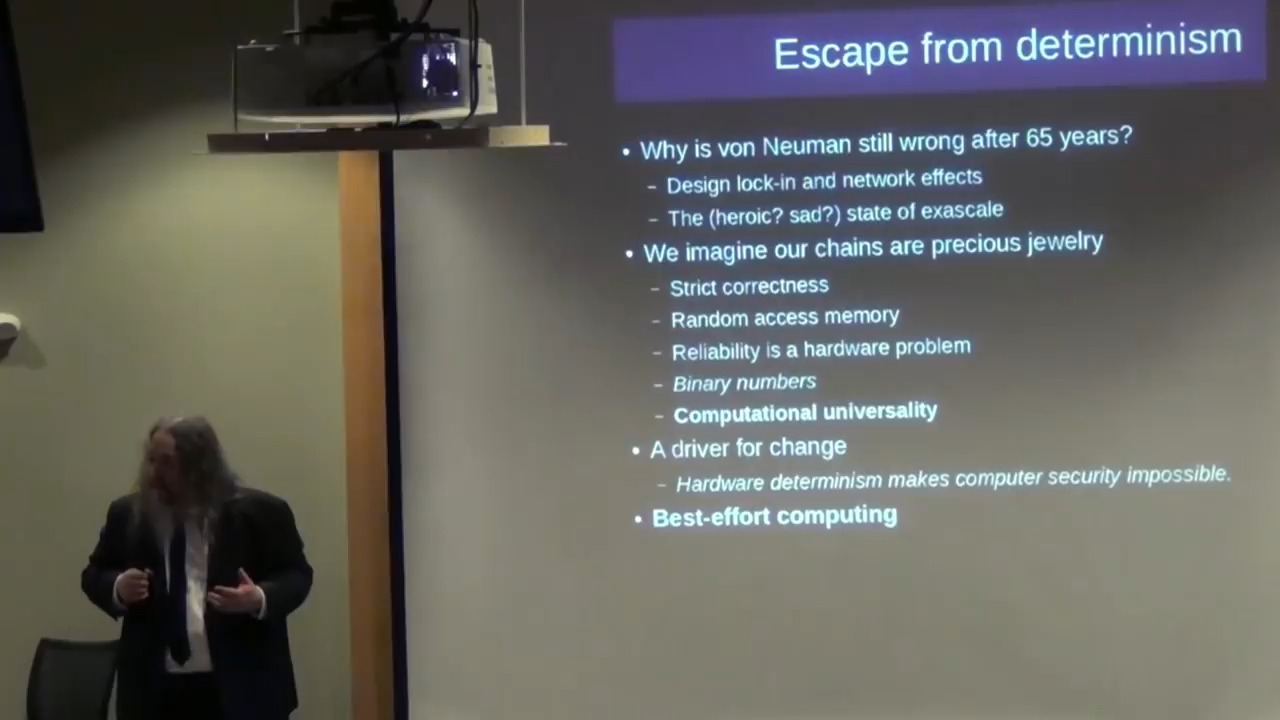 Escape from determinism
• Why is von Neuman still wrong after 65 years?
– Design lock-in and network effects
– The (heroic? sad?) state of exascale
• We imagine our chains are precious jewelry
– Strict correctness
– Random access memory
– Reliability is a hardware problem
– Binary numbers
– Computational universality
• A driver for change
– Hardware determinism makes computer security impossible.
• Best-effort computing